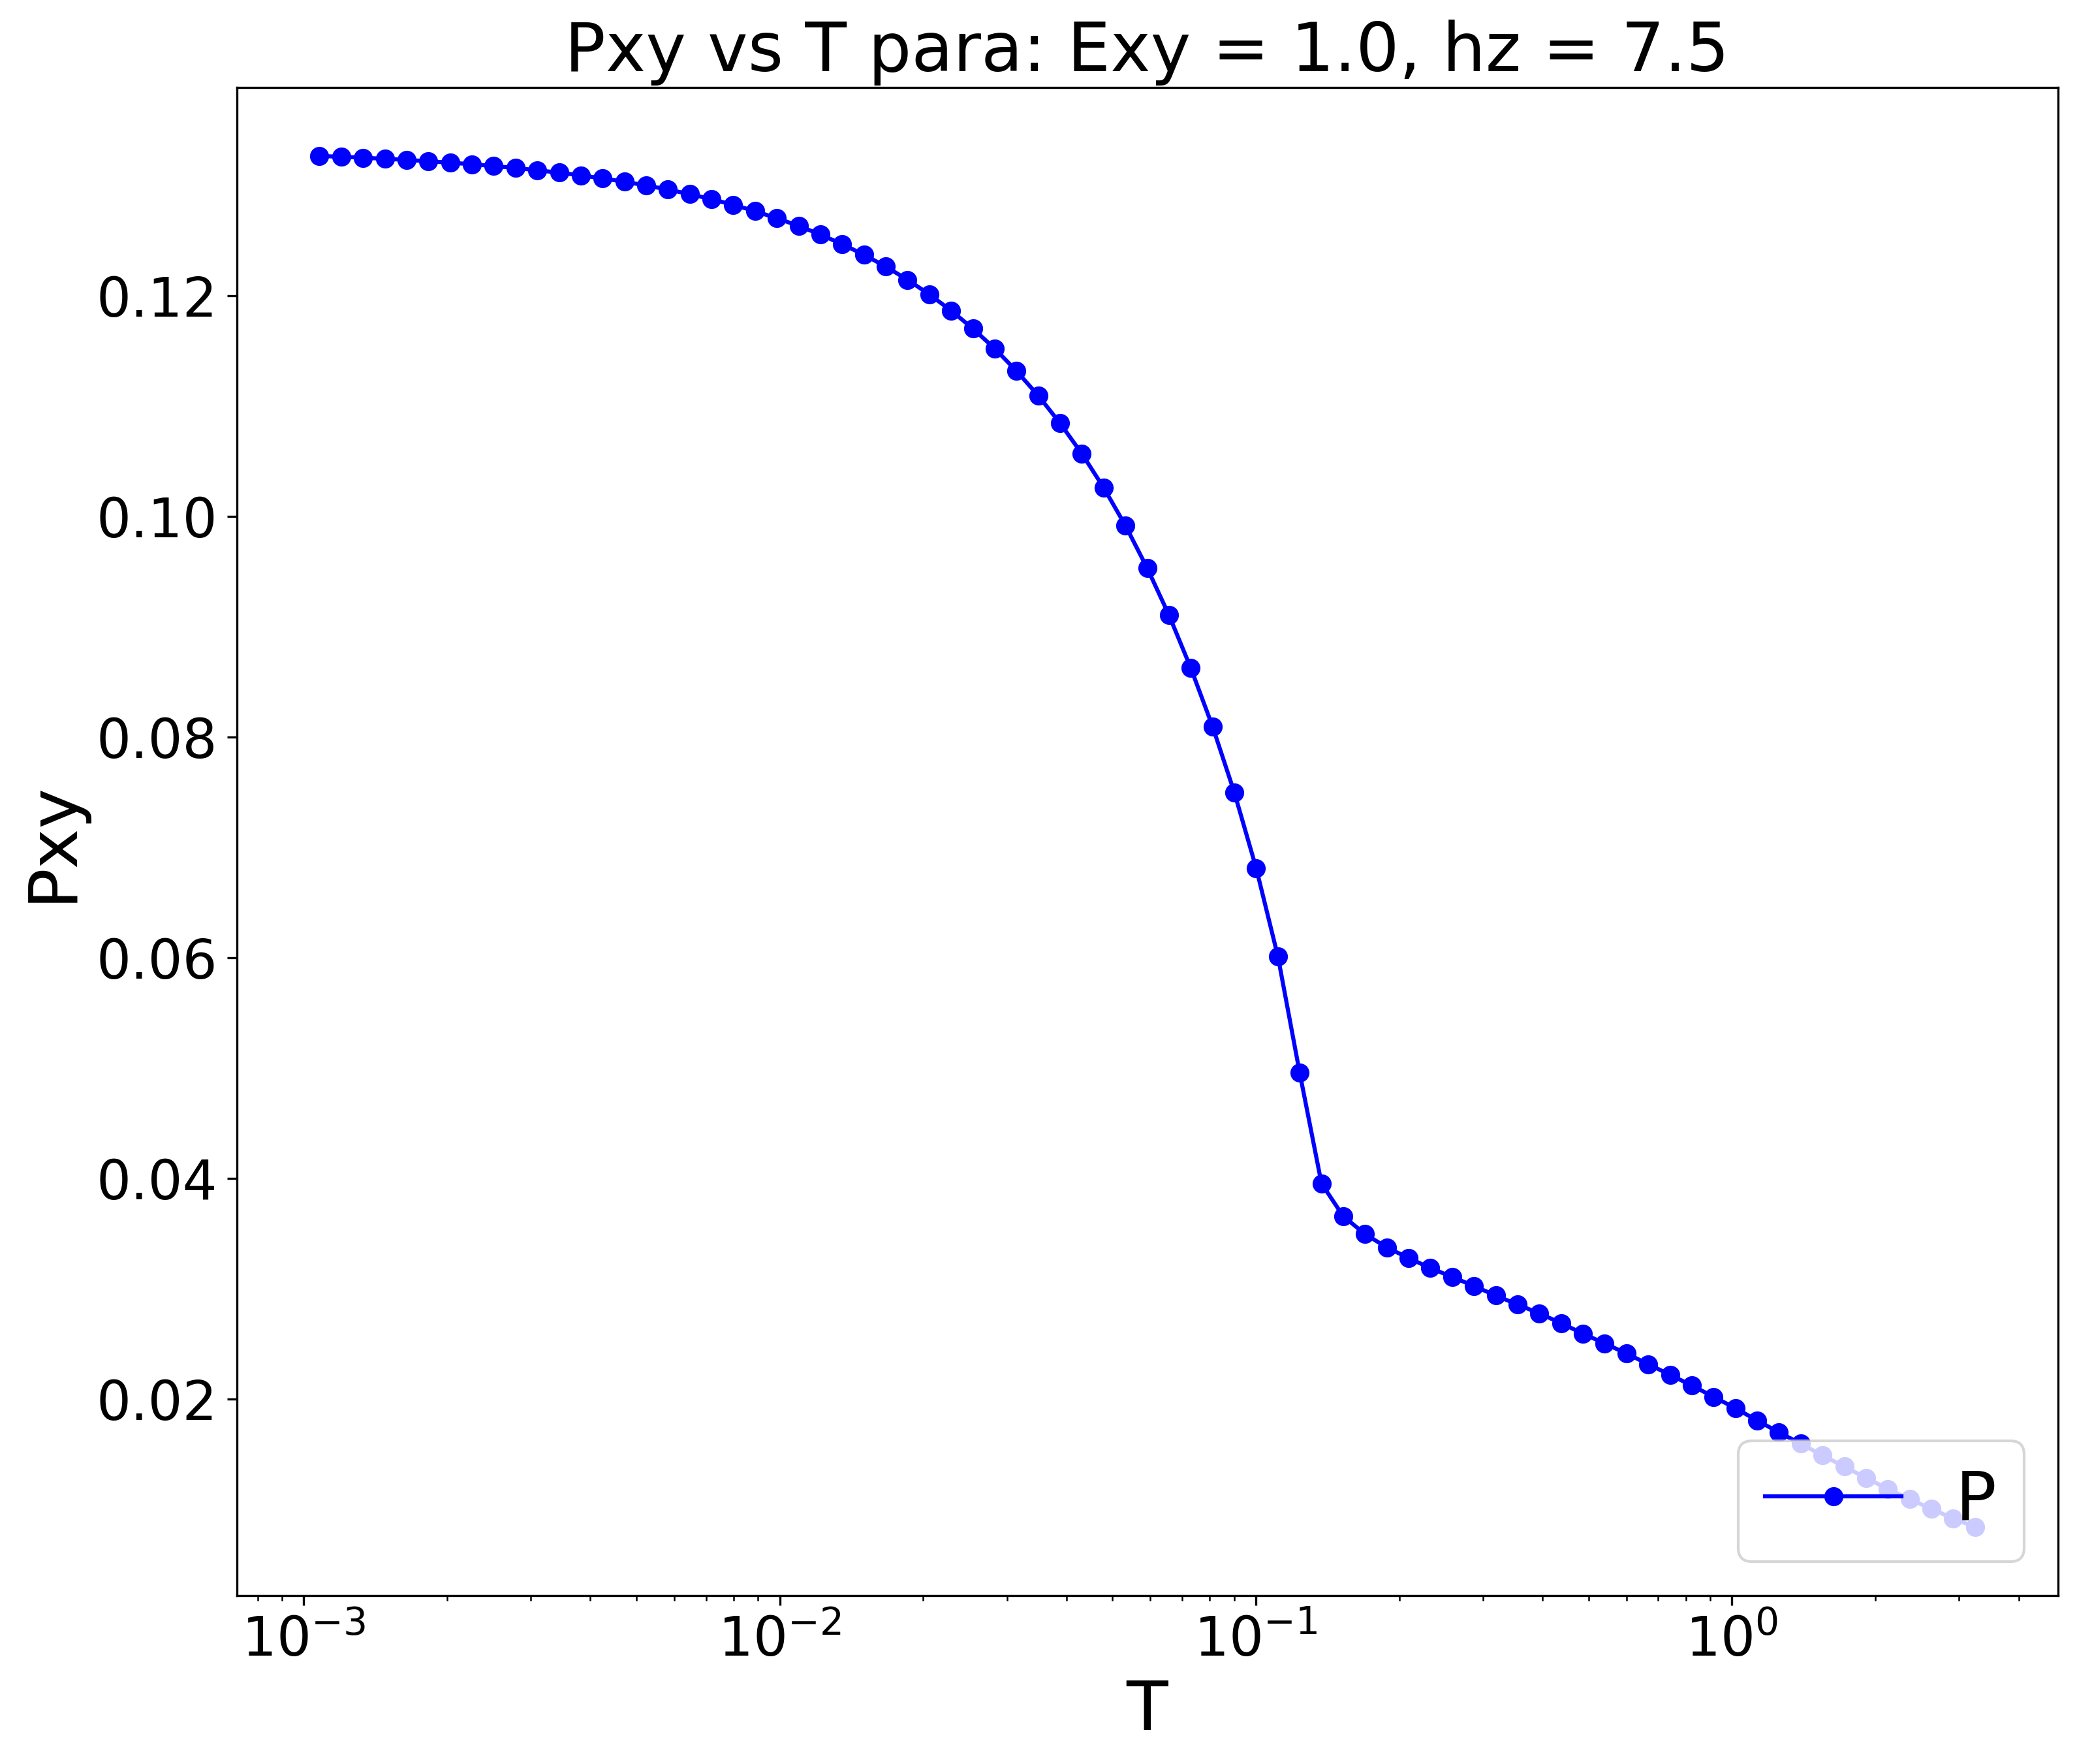 Pxy vs T para: Exy = 1.0, hz = 7.5
Pxy
0.12
0.10
0.08
0.06
0.04
0.02
P
10⁻³ 10⁻² 10⁻¹ 10⁰
T